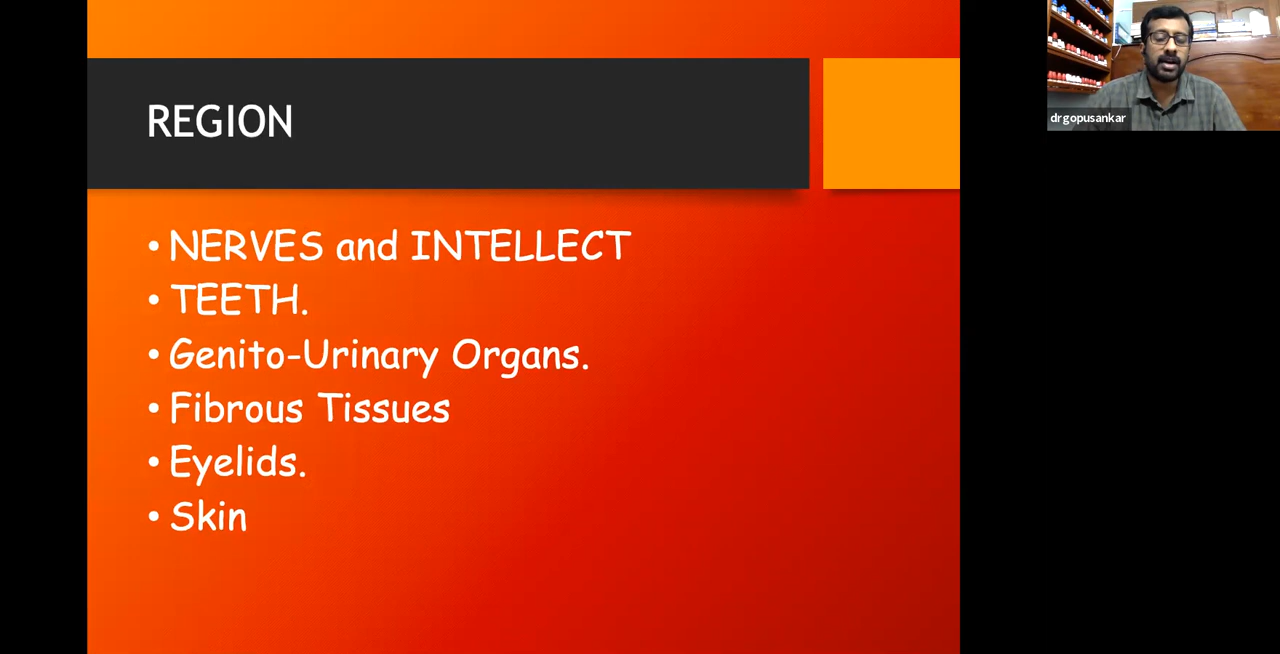 REGION
• NERVES and INTELLECT
• TEETH.
• Genito-Urinary Organs.
• Fibrous Tissues
• Eyelids.
• Skin
drgopusankar